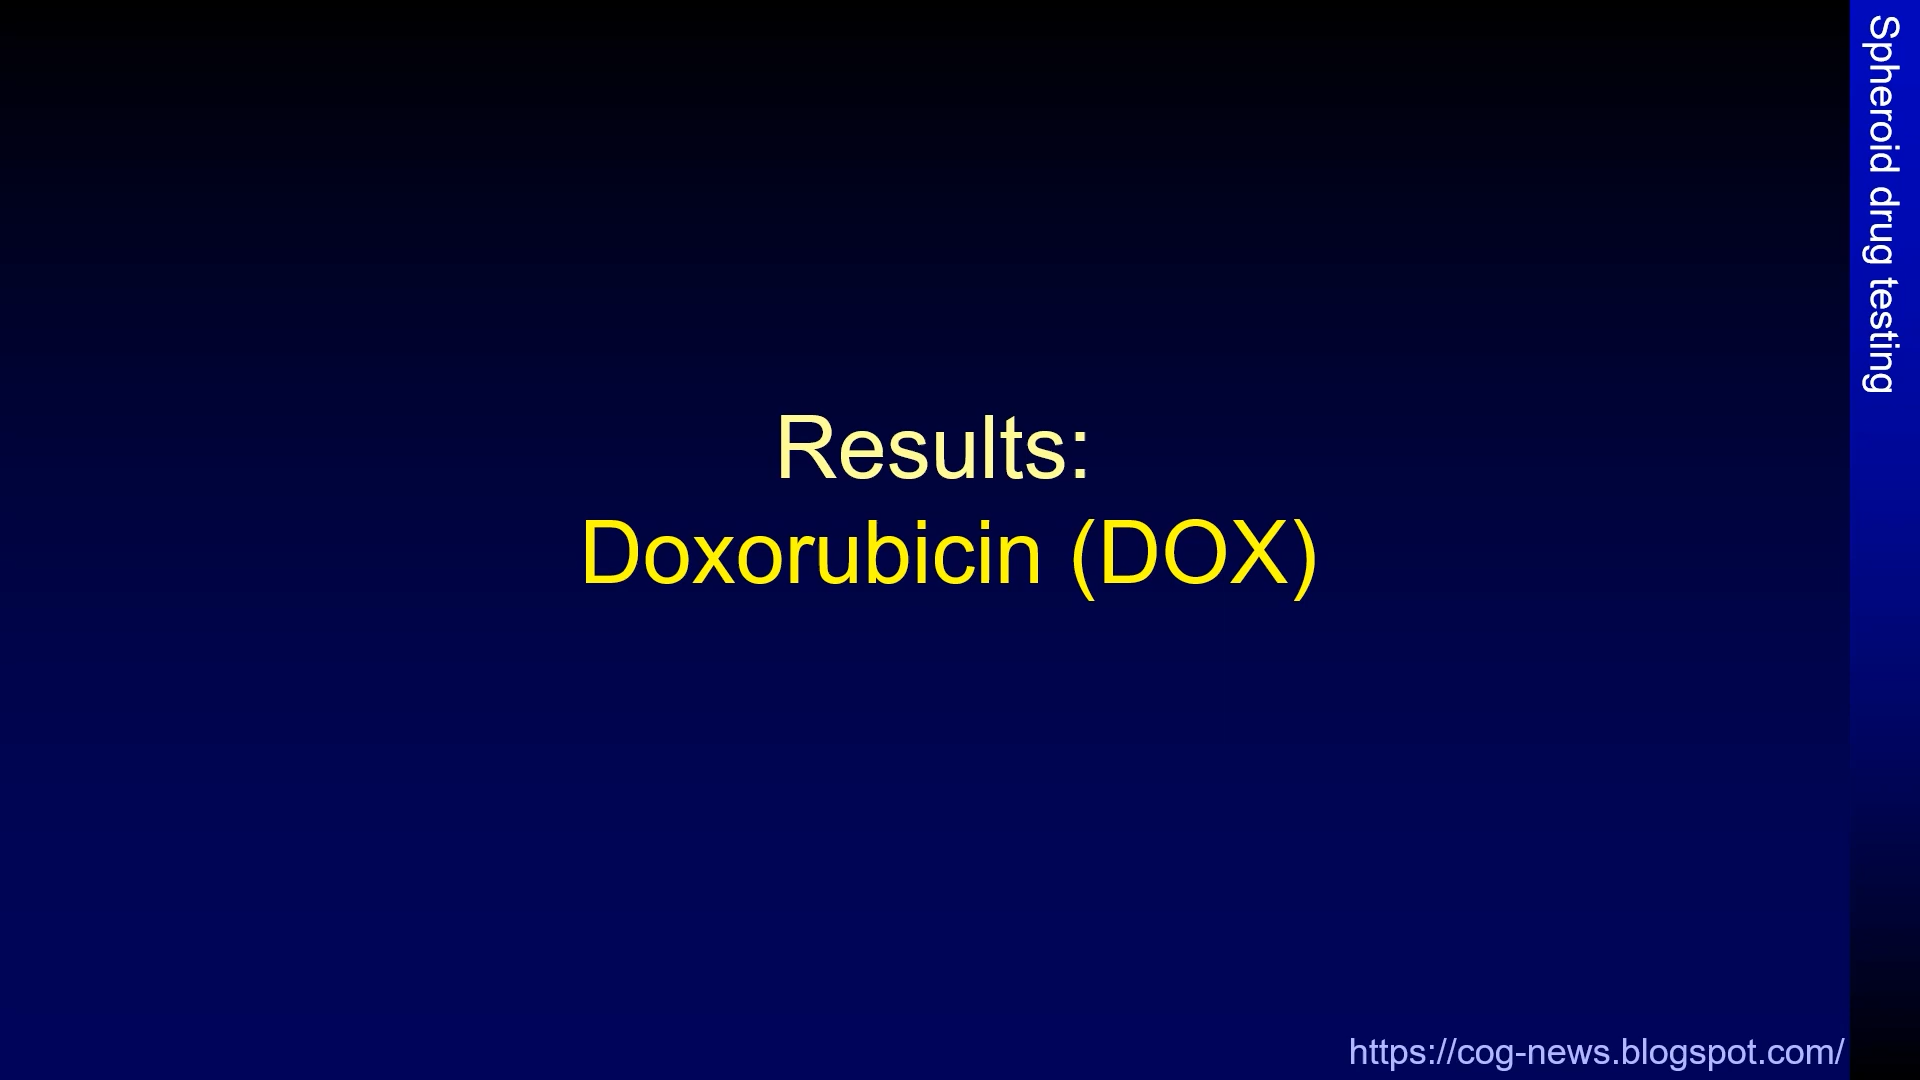 Results:
Doxorubicin (DOX)
Spheroid drug testing
https://cog-news.blogspot.com/